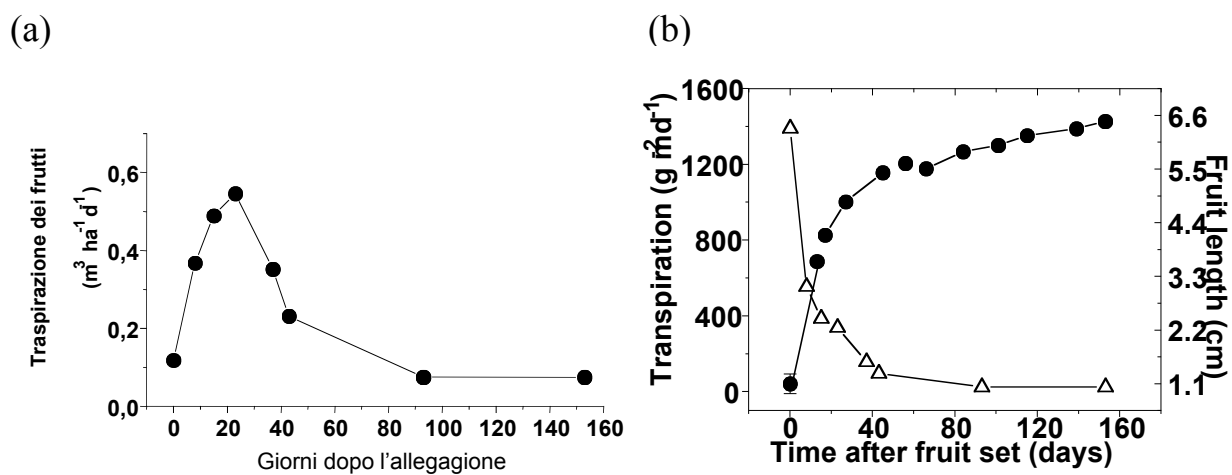 (a)
Traspirazione dei frutti
(m³ ha⁻¹ d⁻¹)
0,6
0,4
0,2
0,0
0 20 40 60 80 100 120 140 160
Giorni dopo l'allegagione
(b)
Transpiration (g m⁻²d⁻¹)
1600
1200
800
400
0
6.6
5.5
4.4
3.3
2.2
1.1
Fruit length (cm)
0 40 80 120 160
Time after fruit set (days)